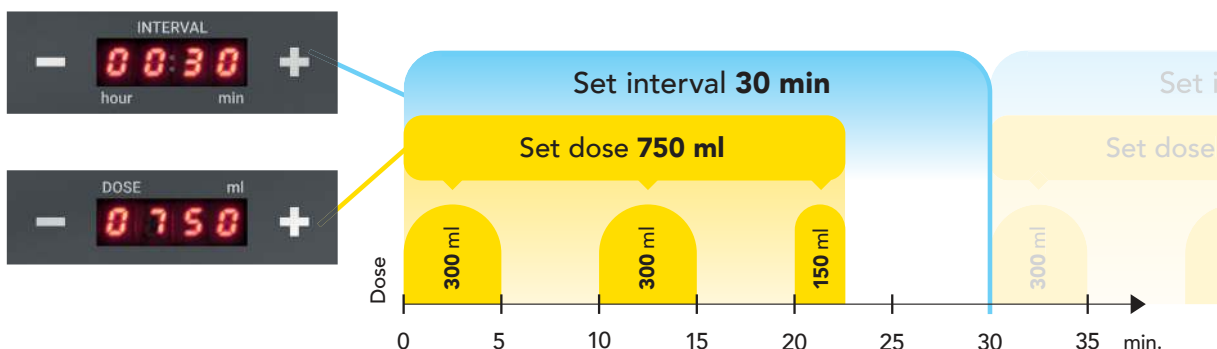 INTERVAL
00:30
hour min
DOSE ml
0750
Set interval 30 min
Set dose 750 ml
Dose
300 ml
300 ml
150 ml
0 5 10 15 20 25 30 35 min.
Set i
Set dose
300 ml